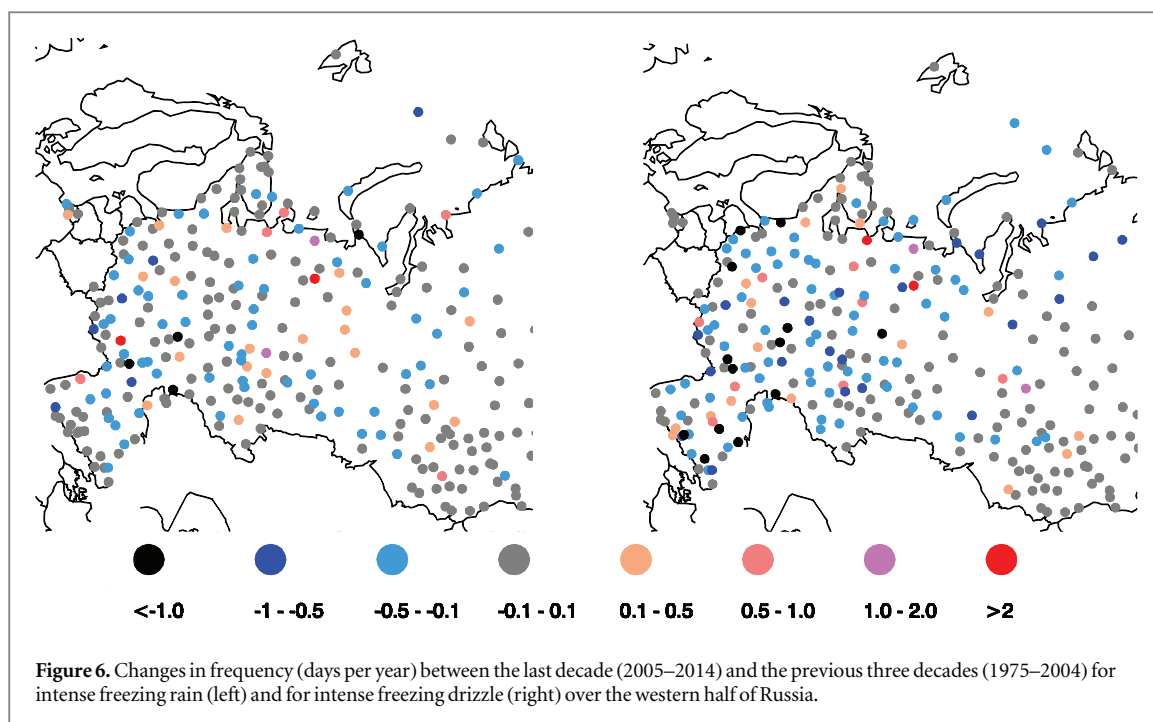 <-1.0 -1 - -0.5 -0.5 - -0.1 -0.1 - 0.1 0.1 - 0.5 0.5 - 1.0 1.0 - 2.0 >2
Figure 6. Changes in frequency (days per year) between the last decade (2005–2014) and the previous three decades (1975–2004) for
intense freezing rain (left) and for intense freezing drizzle (right) over the western half of Russia.